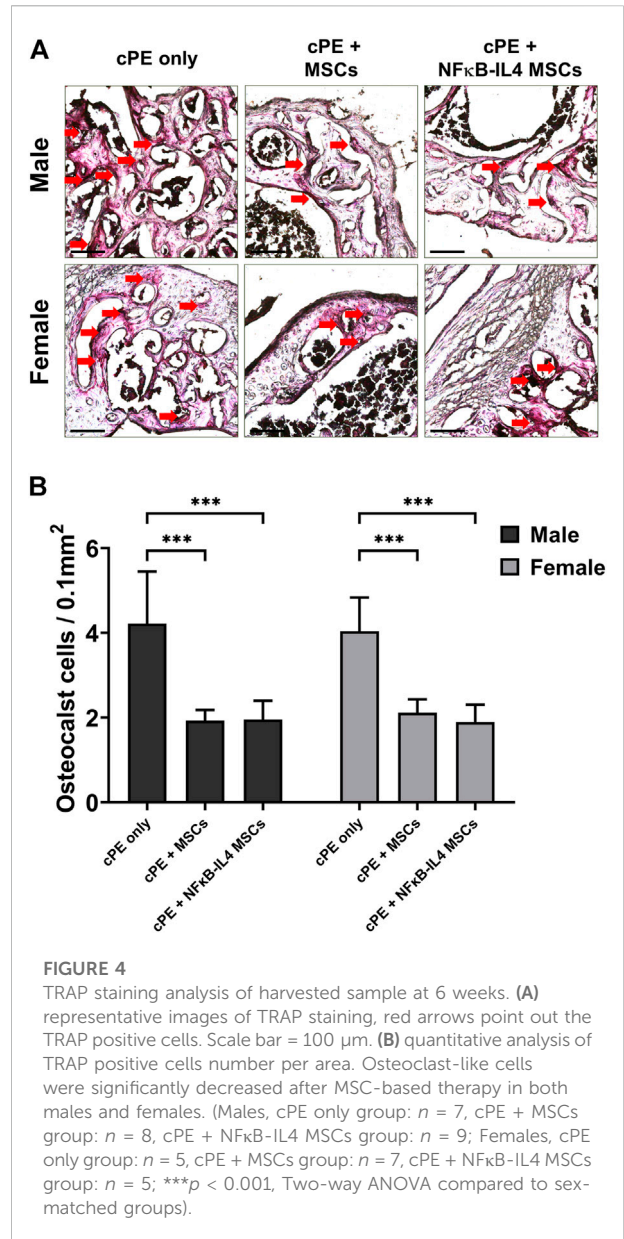 A
cPE only
cPE +
MSCs
cPE +
NFκB-IL4 MSCs
Male
Female
B
***
***
***
***
Male
Female
Osteocalst cells / 0.1mm²
6
4
2
0
cPE only
cPE + MSCs
cPE + NFκB-IL4 MSCs
cPE only
cPE + MSCs
cPE + NFκB-IL4 MSCs
FIGURE 4
TRAP staining analysis of harvested sample at 6 weeks. (A)
representative images of TRAP staining, red arrows point out the
TRAP positive cells. Scale bar = 100 μm. (B) quantitative analysis of
TRAP positive cells number per area. Osteoclast-like cells
were significantly decreased after MSC-based therapy in both
males and females. (Males, cPE only group: n = 7, cPE + MSCs
group: n = 8, cPE + NFκB-IL4 MSCs group: n = 9; Females, cPE
only group: n = 5, cPE + MSCs group: n = 7, cPE + NFκB-IL4 MSCs
group: n = 5; ***p < 0.001, Two-way ANOVA compared to sex-
matched groups).